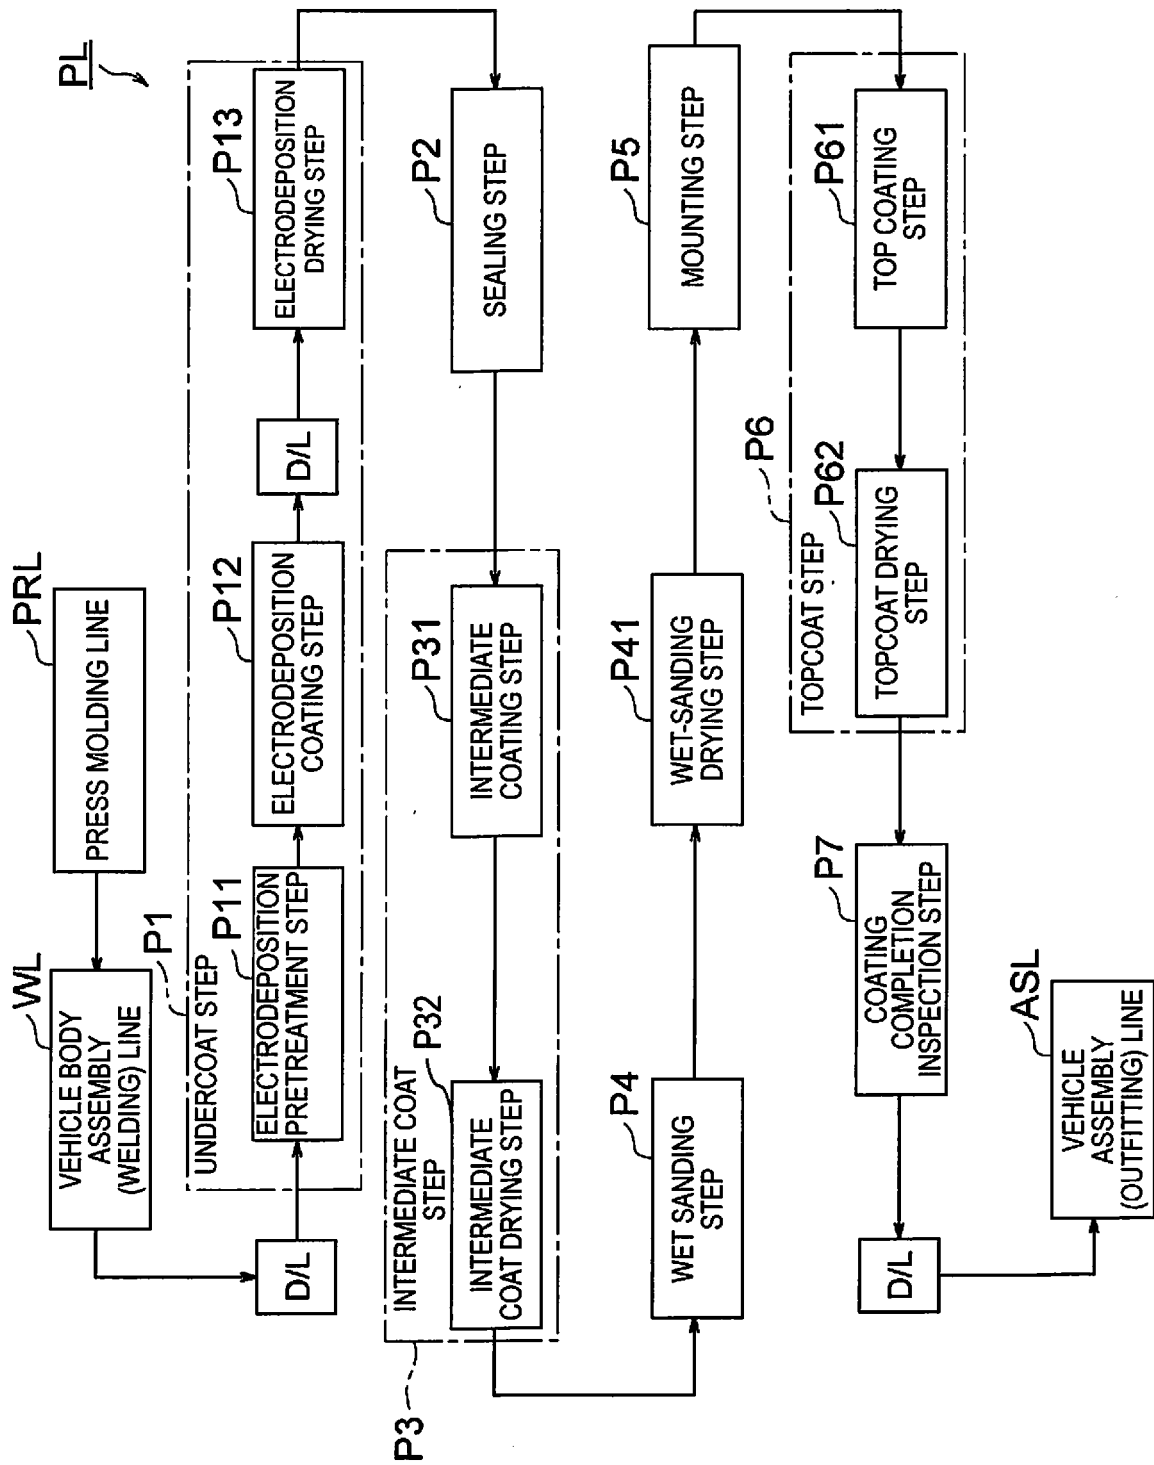 PL
PRL
PRESS MOLDING LINE
WL
VEHICLE BODY
ASSEMBLY
(WELDING) LINE
D/L
P1
UNDERCOAT STEP
P11
ELECTRODEPOSITION
PRETREATMENT STEP
P12
ELECTRODEPOSITION
COATING STEP
D/L
P13
ELECTRODEPOSITION
DRYING STEP
P2
SEALING STEP
P3
INTERMEDIATE COAT
STEP
P31
INTERMEDIATE
COATING STEP
P32
INTERMEDIATE
COAT DRYING STEP
P4
WET SANDING
STEP
P41
WET-SANDING
DRYING STEP
P5
MOUNTING STEP
P6
TOPCOAT STEP
P61
TOP COATING
STEP
P62
TOPCOAT DRYING
STEP
P7
COATING
COMPLETION
INSPECTION STEP
D/L
ASL
VEHICLE
ASSEMBLY
(OUTFITTING) LINE